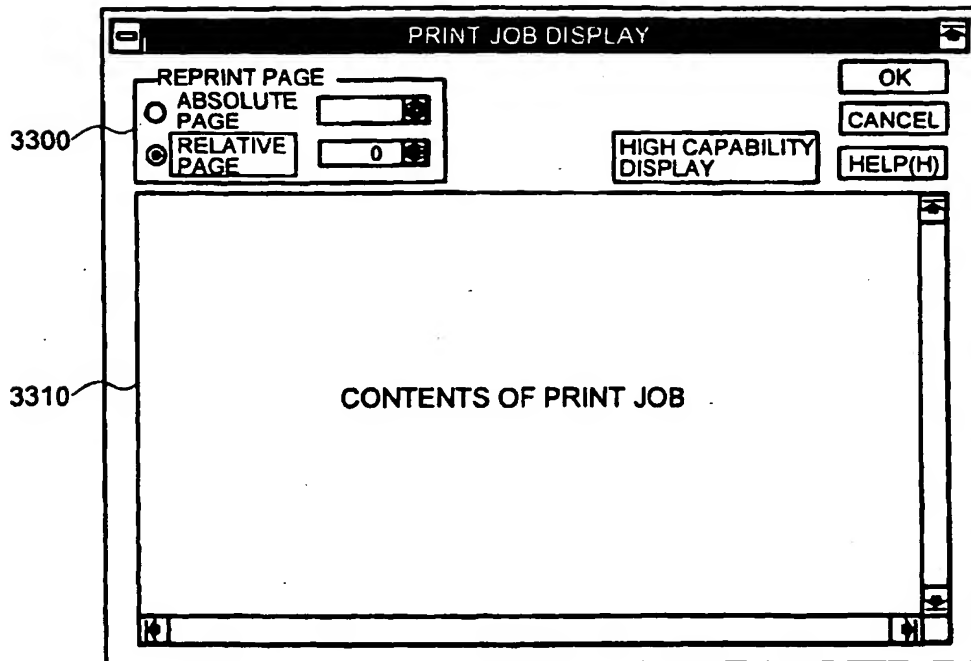 PRINT JOB DISPLAY
REPRINT PAGE
ABSOLUTE
PAGE
RELATIVE
PAGE
0
3300
HIGH CAPABILITY
DISPLAY
OK
CANCEL
HELP(H)
3310
CONTENTS OF PRINT JOB